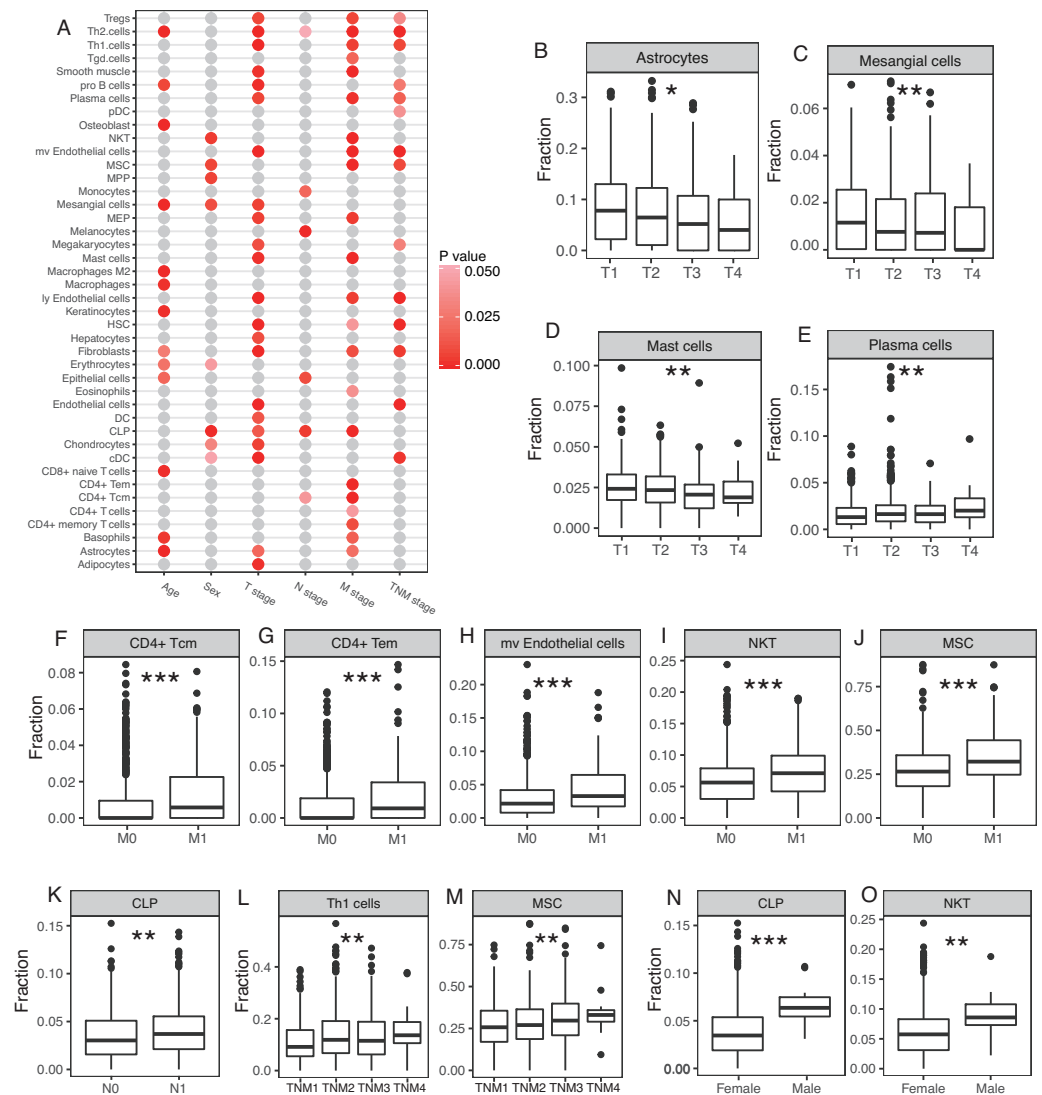 A
Tregs
Th2.cells
Th1.cells
Tgd.cells
Smooth muscle
pro B cells
Plasma cells
pDC
Osteoblast
NKT
mv Endothelial cells
MSC
MPP
Monocytes
Mesangial cells
MEP
Melanocytes
Megakaryocytes
Mast cells
Macrophages M2
Macrophages
ly Endothelial cells
Keratinocytes
HSC
Hepatocytes
Fibroblasts
Erythrocytes
Epithelial cells
Eosinophils
Endothelial cells
DC
CLP
Chondrocytes
cDC
CD8+ naive T cells
CD4+ Tem
CD4+ Tcm
CD4+ T cells
CD4+ memory T cells
Basophils
Astrocytes
Adipocytes
Age Sex T stage N stage M stage TNM stage
P value
0.050
0.025
0.000
B
Astrocytes
*
Fraction
0.3
0.2
0.1
0.0
T1 T2 T3 T4
C
Mesangial cells
**
Fraction
0.06
0.04
0.02
0.00
T1 T2 T3 T4
D
Mast cells
**
Fraction
0.100
0.075
0.050
0.025
0.000
T1 T2 T3 T4
E
Plasma cells
**
Fraction
0.15
0.10
0.05
0.00
T1 T2 T3 T4
F
CD4+ Tcm
***
Fraction
0.08
0.06
0.04
0.02
0.00
M0 M1
G
CD4+ Tem
***
0.15
0.10
0.05
0.00
M0 M1
H
mv Endothelial cells
***
0.20
0.15
0.10
0.05
0.00
M0 M1
I
NKT
***
0.25
0.20
0.15
0.10
0.05
0.00
M0 M1
J
MSC
***
0.75
0.50
0.25
0.00
M0 M1
K
CLP
**
Fraction
0.15
0.10
0.05
0.00
N0 N1
L
Th1 cells
**
0.4
0.2
0.0
TNM1 TNM2 TNM3 TNM4
M
MSC
**
0.75
0.50
0.25
0.00
TNM1 TNM2 TNM3 TNM4
N
CLP
***
Fraction
0.15
0.10
0.05
0.00
Female Male
O
NKT
**
0.25
0.20
0.15
0.10
0.05
0.00
Female Male